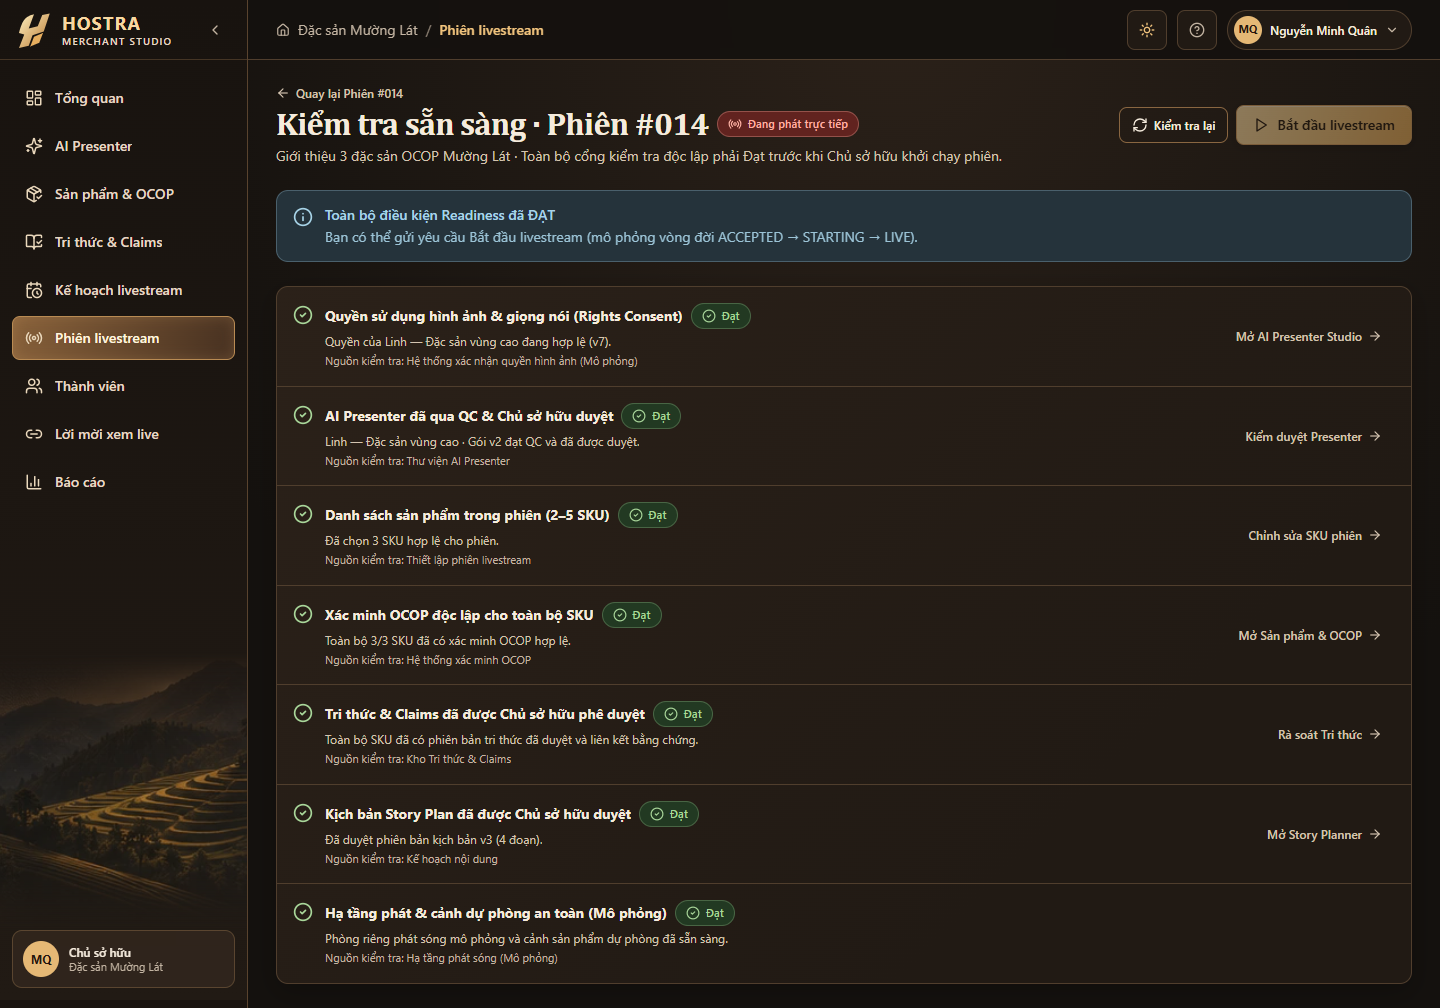 HOSTRA
MERCHANT STUDIO
Tổng quan
AI Presenter
Sản phẩm & OCOP
Tri thức & Claims
Kế hoạch livestream
Phiên livestream
Thành viên
Lời mời xem live
Báo cáo
MQ
Chủ sở hữu
Đặc sản Mường Lát
Đặc sản Mường Lát / Phiên livestream
MQ Nguyễn Minh Quân
Quay lại Phiên #014
Kiểm tra sẵn sàng · Phiên #014
Đang phát trực tiếp
Giới thiệu 3 đặc sản OCOP Mường Lát · Toàn bộ cổng kiểm tra độc lập phải Đạt trước khi Chủ sở hữu khởi chạy phiên.
Kiểm tra lại
Bắt đầu livestream
Toàn bộ điều kiện Readiness đã ĐẠT
Bạn có thể gửi yêu cầu Bắt đầu livestream (mô phỏng vòng đời ACCEPTED → STARTING → LIVE).
Quyền sử dụng hình ảnh & giọng nói (Rights Consent) Đạt
Quyền của Linh — Đặc sản vùng cao đang hợp lệ (v7).
Nguồn kiểm tra: Hệ thống xác nhận quyền hình ảnh (Mô phỏng)
Mở AI Presenter Studio →
AI Presenter đã qua QC & Chủ sở hữu duyệt Đạt
Linh — Đặc sản vùng cao · Gói v2 đạt QC và đã được duyệt.
Nguồn kiểm tra: Thư viện AI Presenter
Kiểm duyệt Presenter →
Danh sách sản phẩm trong phiên (2–5 SKU) Đạt
Đã chọn 3 SKU hợp lệ cho phiên.
Nguồn kiểm tra: Thiết lập phiên livestream
Chỉnh sửa SKU phiên →
Xác minh OCOP độc lập cho toàn bộ SKU Đạt
Toàn bộ 3/3 SKU đã có xác minh OCOP hợp lệ.
Nguồn kiểm tra: Hệ thống xác minh OCOP
Mở Sản phẩm & OCOP →
Tri thức & Claims đã được Chủ sở hữu phê duyệt Đạt
Toàn bộ SKU đã có phiên bản tri thức đã duyệt và liên kết bằng chứng.
Nguồn kiểm tra: Kho Tri thức & Claims
Rà soát Tri thức →
Kịch bản Story Plan đã được Chủ sở hữu duyệt Đạt
Đã duyệt phiên bản kịch bản v3 (4 đoạn).
Nguồn kiểm tra: Kế hoạch nội dung
Mở Story Planner →
Hạ tầng phát & cảnh dự phòng an toàn (Mô phỏng) Đạt
Phòng riêng phát sóng mô phỏng và cảnh sản phẩm dự phòng đã sẵn sàng.
Nguồn kiểm tra: Hạ tầng phát sóng (Mô phỏng)